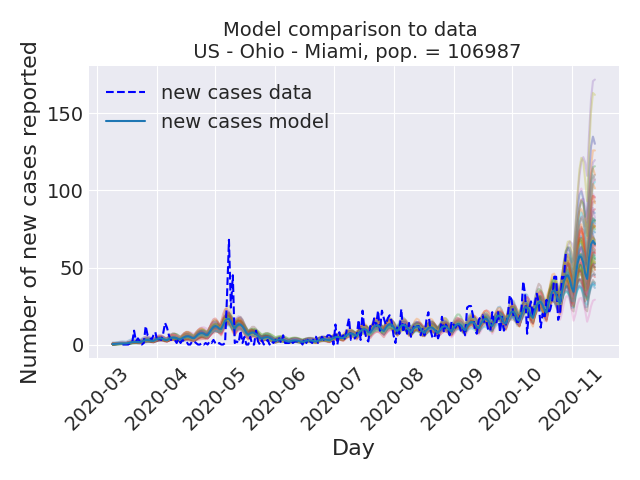 Model comparison to data
US - Ohio - Miami, pop. = 106987
Number of new cases reported
150
100
50
0
new cases data
new cases model
2020-03
2020-04
2020-05
2020-06
2020-07
2020-08
2020-09
2020-10
2020-11
Day